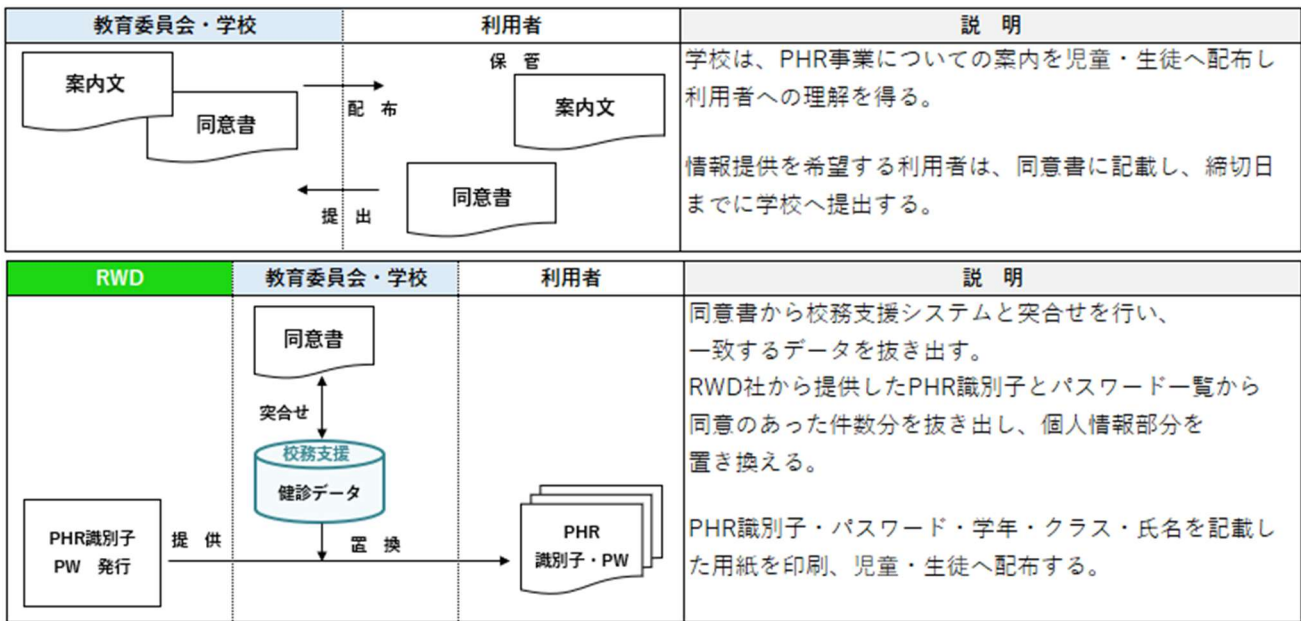 教育委員会・学校
利用者
説 明
案内文
同意書
配 布
保 管
案内文
同意書
提 出
学校は、PHR事業についての案内を児童・生徒へ配布し
利用者への理解を得る。
情報提供を希望する利用者は、同意書に記載し、締切日
までに学校へ提出する。
RWD
教育委員会・学校
利用者
説 明
同意書
突合せ
校務支援
健診データ
PHR識別子
PW 発行
提 供
置 換
PHR
識別子・PW
同意書から校務支援システムと突合せを行い、
一致するデータを抜き出す。
RWD社から提供したPHR識別子とパスワード一覧から
同意のあった件数分を抜き出し、個人情報部分を
置き換える。
PHR識別子・パスワード・学年・クラス・氏名を記載し
た用紙を印刷、児童・生徒へ配布する。